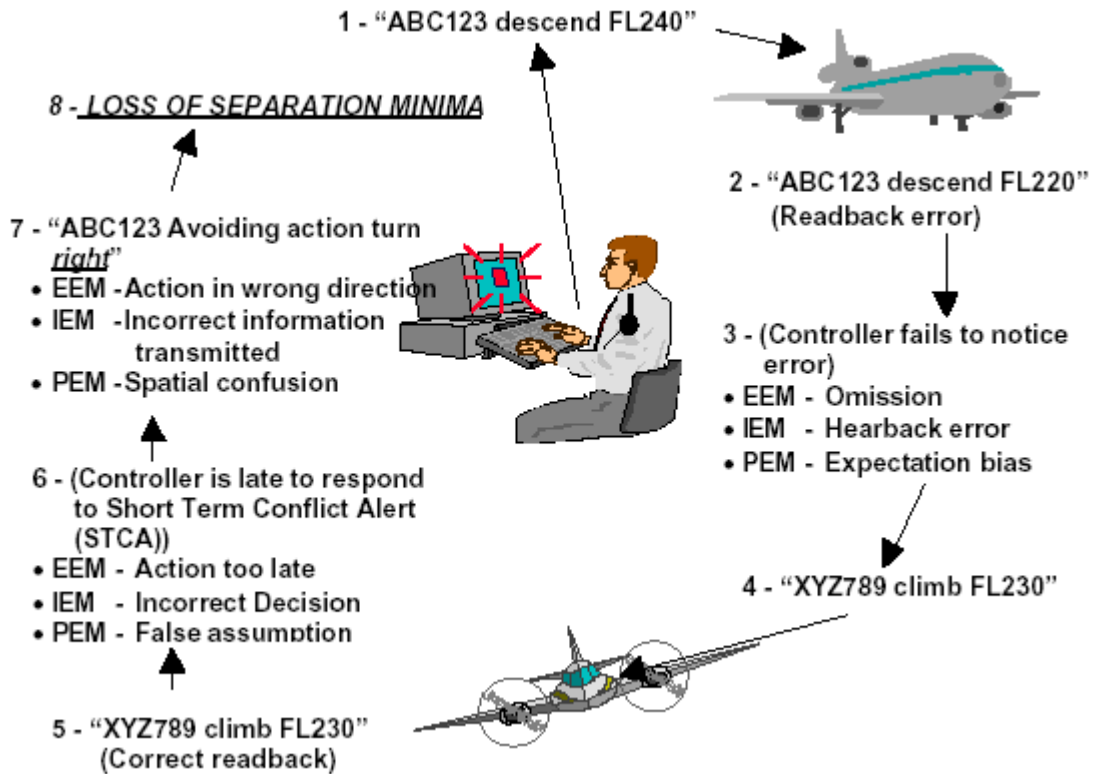 1 - “ABC123 descend FL240”
2 - “ABC123 descend FL220”
(Readback error)
3 - (Controller fails to notice
error)
• EEM - Omission
• IEM - Hearback error
• PEM - Expectation bias
4 - “XYZ789 climb FL230”
5 - “XYZ789 climb FL230”
(Correct readback)
6 - (Controller is late to respond
to Short Term Conflict Alert
(STCA))
• EEM - Action too late
• IEM - Incorrect Decision
• PEM - False assumption
7 - “ABC123 Avoiding action turn
right”
• EEM - Action in wrong direction
• IEM - Incorrect information
transmitted
• PEM - Spatial confusion
8 - LOSS OF SEPARATION MINIMA